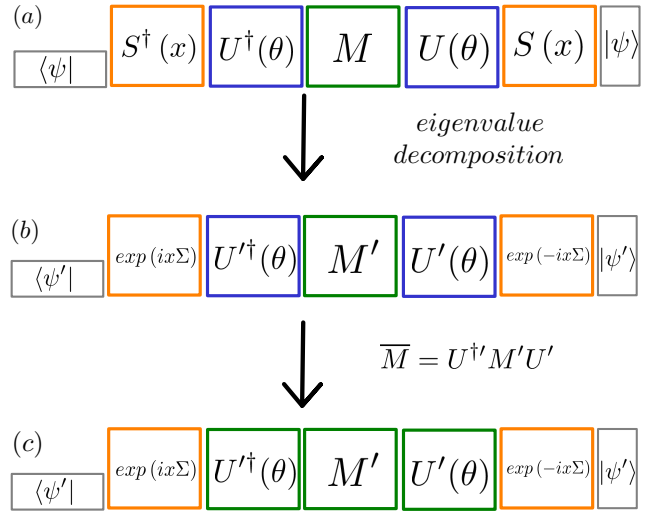 (a)
⟨ψ| S†(x) U†(θ) M U(θ) S(x) |ψ⟩
eigenvalue
decomposition
(b)
⟨ψ′| exp(ixΣ) U′†(θ) M′ U′(θ) exp(−ixΣ) |ψ′⟩
M̅ = U†′M′U′
(c)
⟨ψ′| exp(ixΣ) U′†(θ) M′ U′(θ) exp(−ixΣ) |ψ′⟩